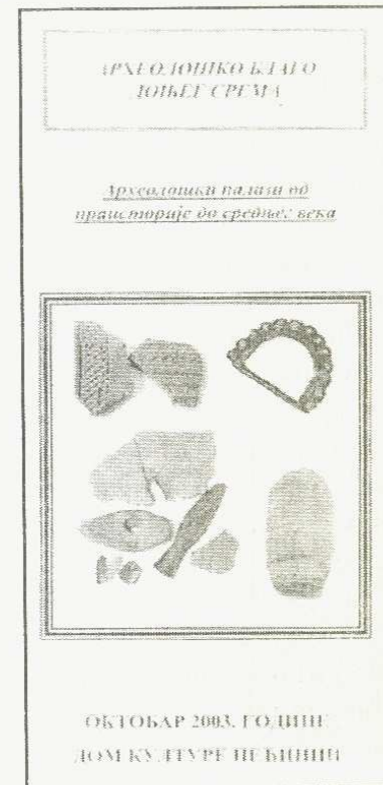 АРХЕОЛОШКО БЛАГО
ДОЊЕГ СРЕМА
Археолошки налази од
праисторије до средњег века
ОКТОБАР 2003. ГОДИНЕ
ДОМ КУЛТУРЕ ПЕЋИНЦИ